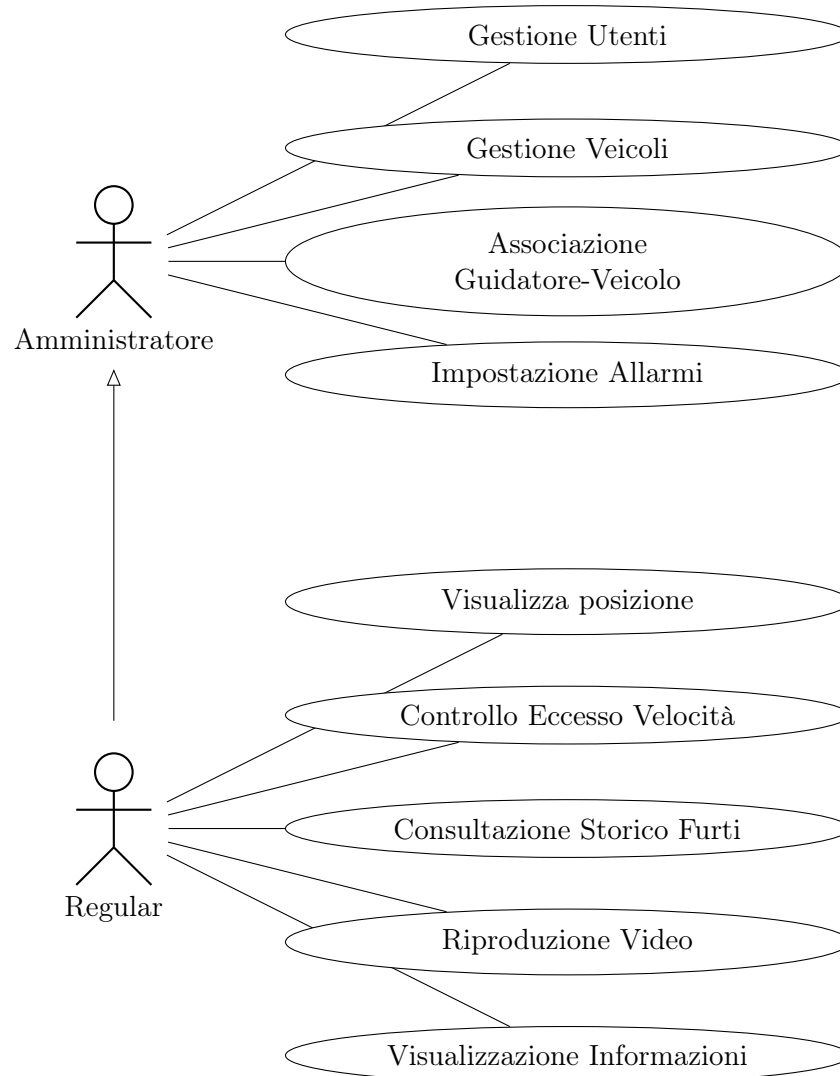 Gestione Utenti
Gestione Veicoli
Associazione
Guidatore-Veicolo
Amministratore
Impostazione Allarmi
Visualizza posizione
Controllo Eccesso Velocità
Consultazione Storico Furti
Regular
Riproduzione Video
Visualizzazione Informazioni